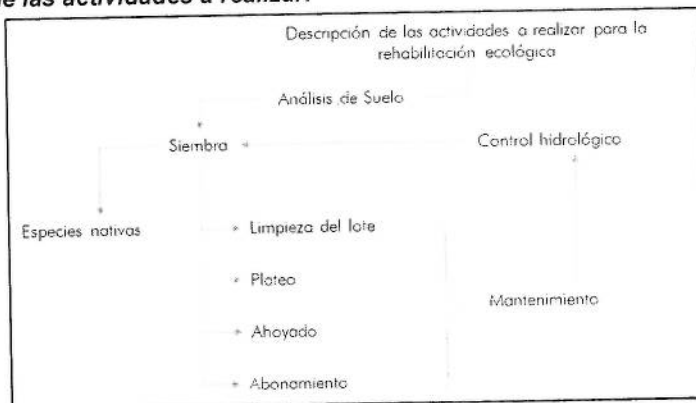 de las actividades a realizar.
Descripción de las actividades a realizar para la
rehabilitación ecológica
Análisis de Suelo
Siembra
Control hidrológico
Especies nativas
Limpieza del lote
Plateo
Mantenimiento
Ahoyado
Abonamiento